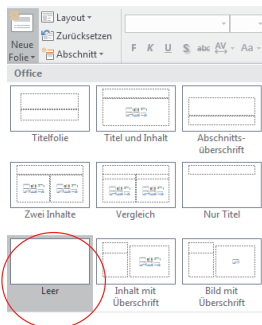 Layout
Zurücksetzen
Neue
Folie
Abschnitt
F K U S abc AV Aa
Office
Titelfolie
Titel und Inhalt
Abschnitts-
überschrift
Zwei Inhalte
Vergleich
Nur Titel
Leer
Inhalt mit
Überschrift
Bild mit
Überschrift